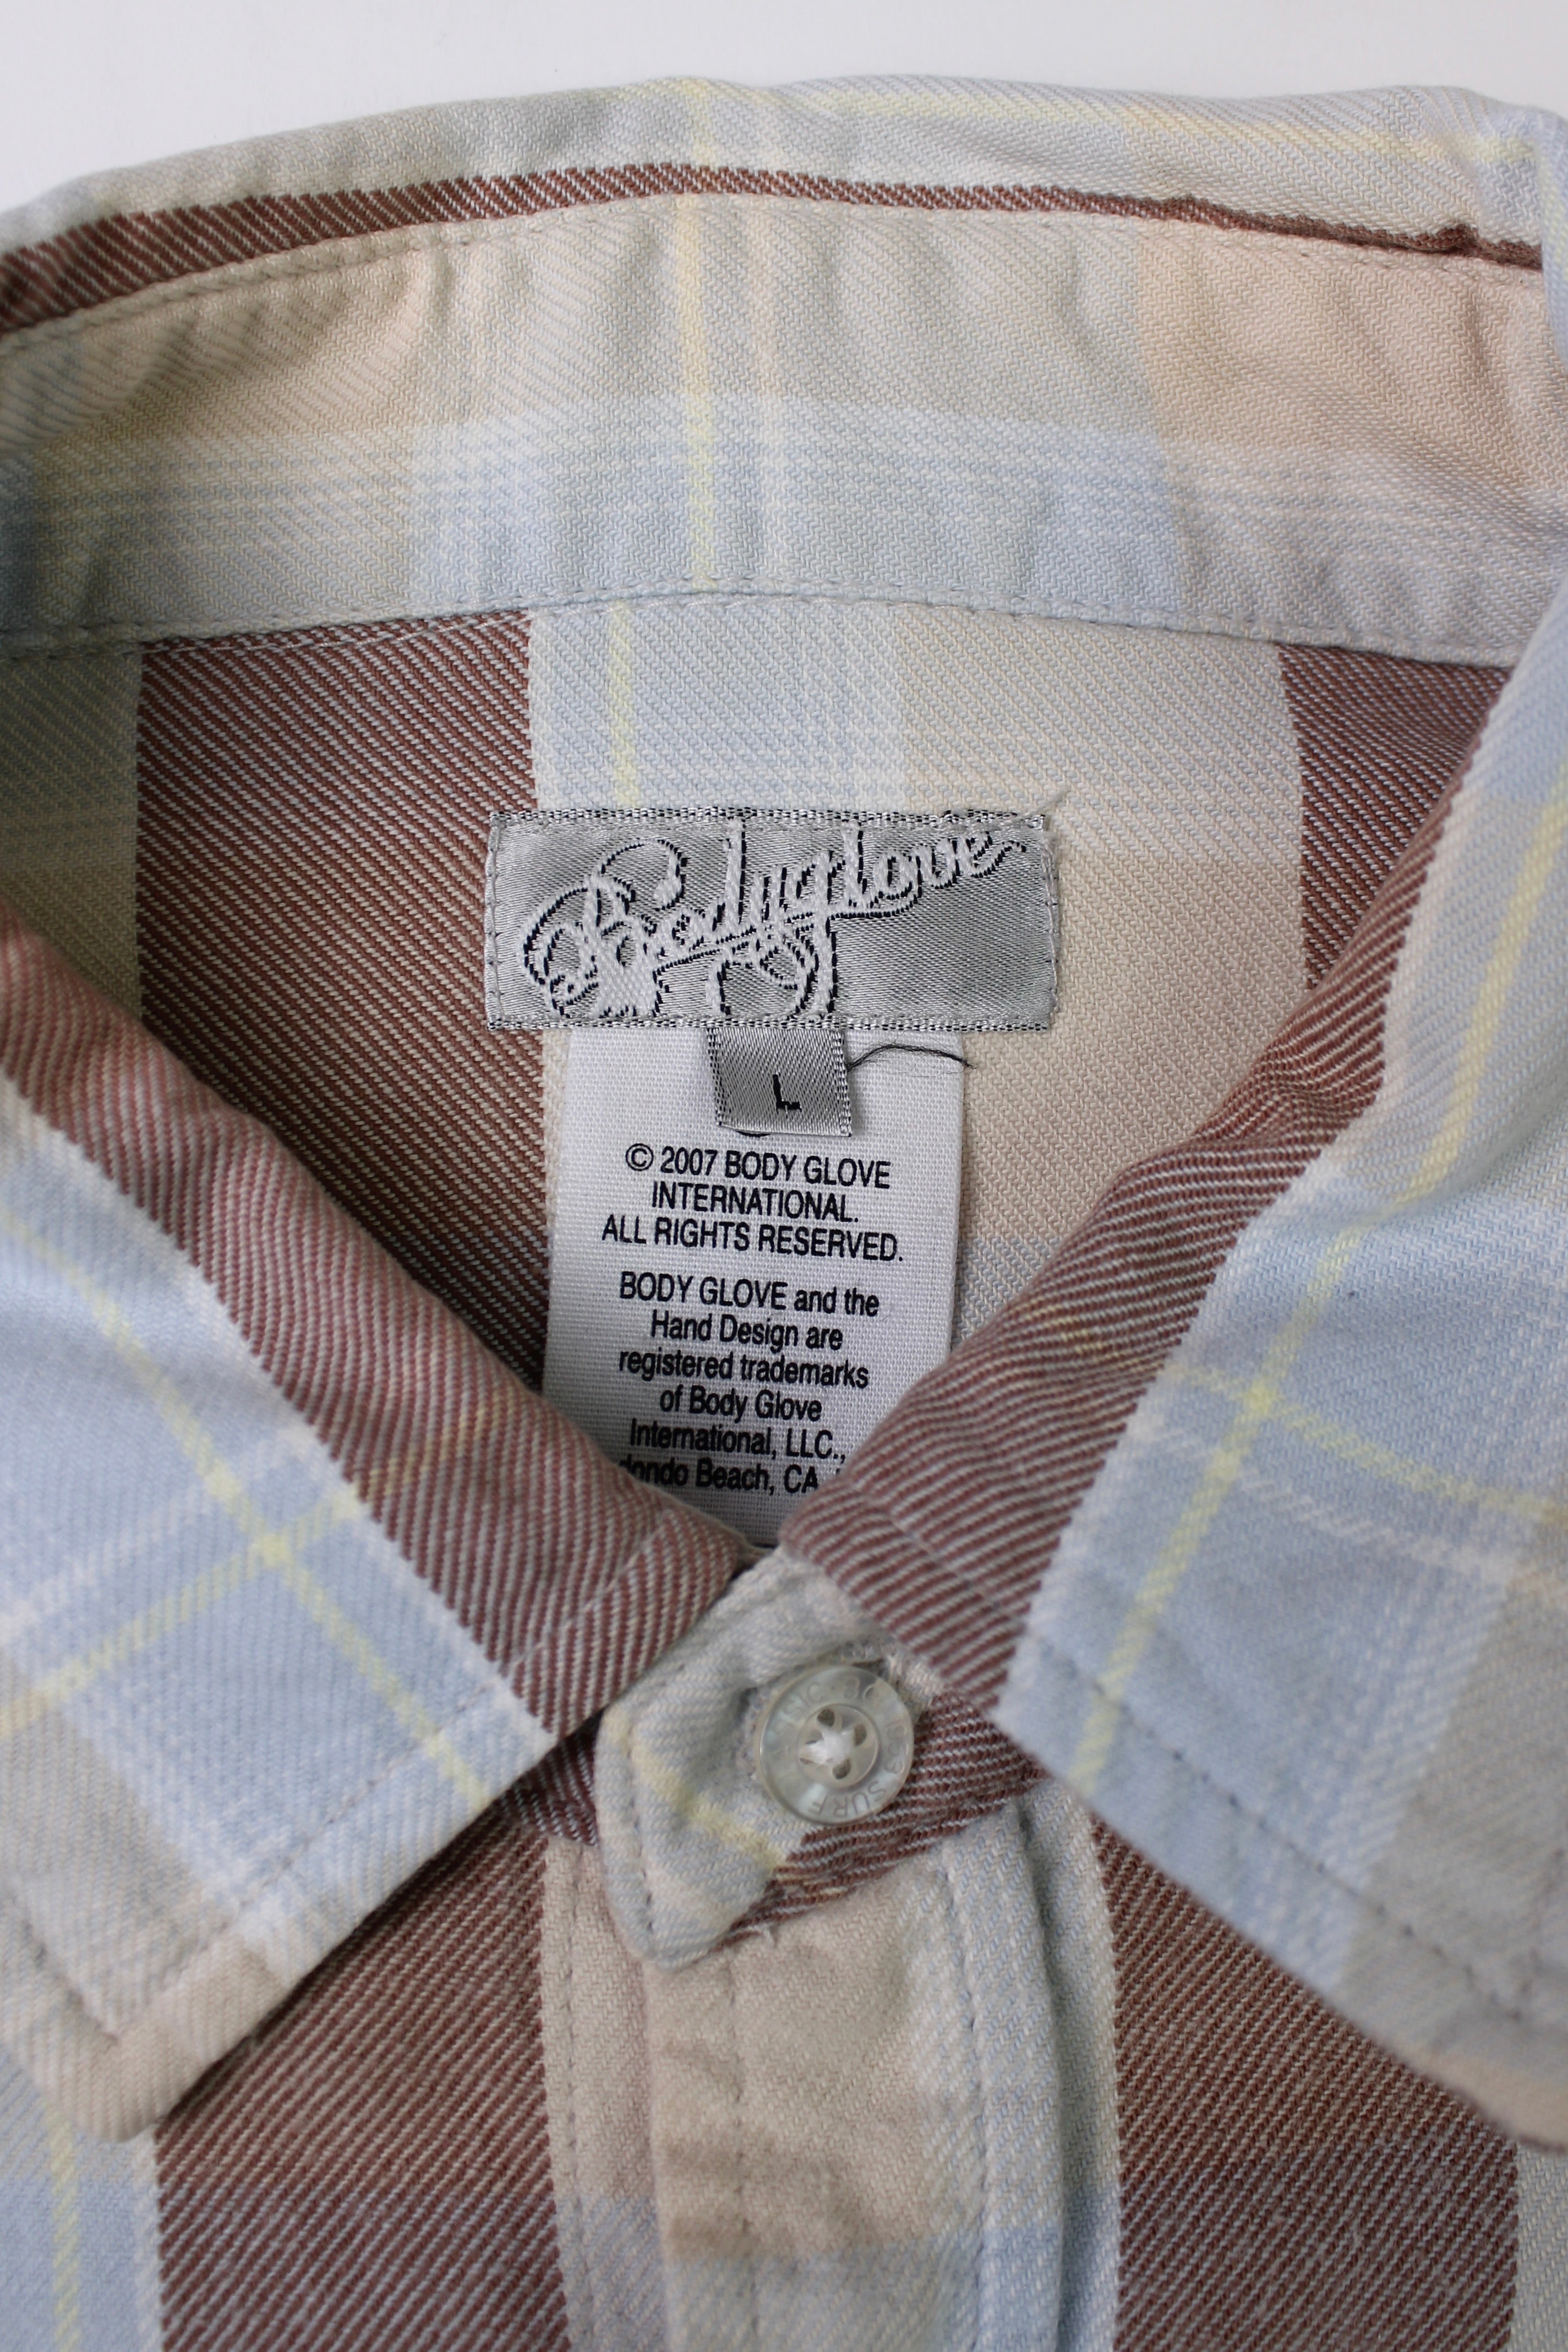 Bodyglove
L
© 2007 BODY GLOVE
INTERNATIONAL.
ALL RIGHTS RESERVED.
BODY GLOVE and the
Hand Design are
registered trademarks
of Body Glove
International, LLC.,
Beach, CA
SURF